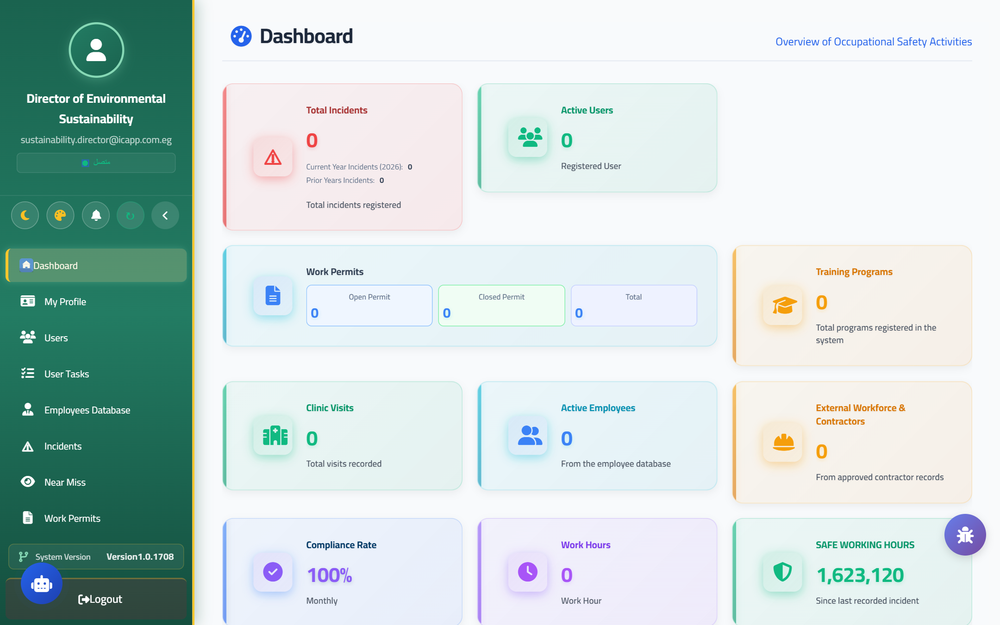 Director of Environmental
Sustainability
sustainability.director@icapp.com.eg
متصل
Dashboard
My Profile
Users
User Tasks
Employees Database
Incidents
Near Miss
Work Permits
System Version Version1.0.1708
Logout
Dashboard
Overview of Occupational Safety Activities
Total Incidents
0
Current Year Incidents (2026): 0
Prior Years Incidents: 0
Total incidents registered
Active Users
0
Registered User
Work Permits
Open Permit
0
Closed Permit
0
Total
0
Training Programs
0
Total programs registered in the
system
Clinic Visits
0
Total visits recorded
Active Employees
0
From the employee database
External Workforce &
Contractors
0
From approved contractor records
Compliance Rate
100%
Monthly
Work Hours
0
Work Hour
SAFE WORKING HOURS
1,623,120
Since last recorded incident